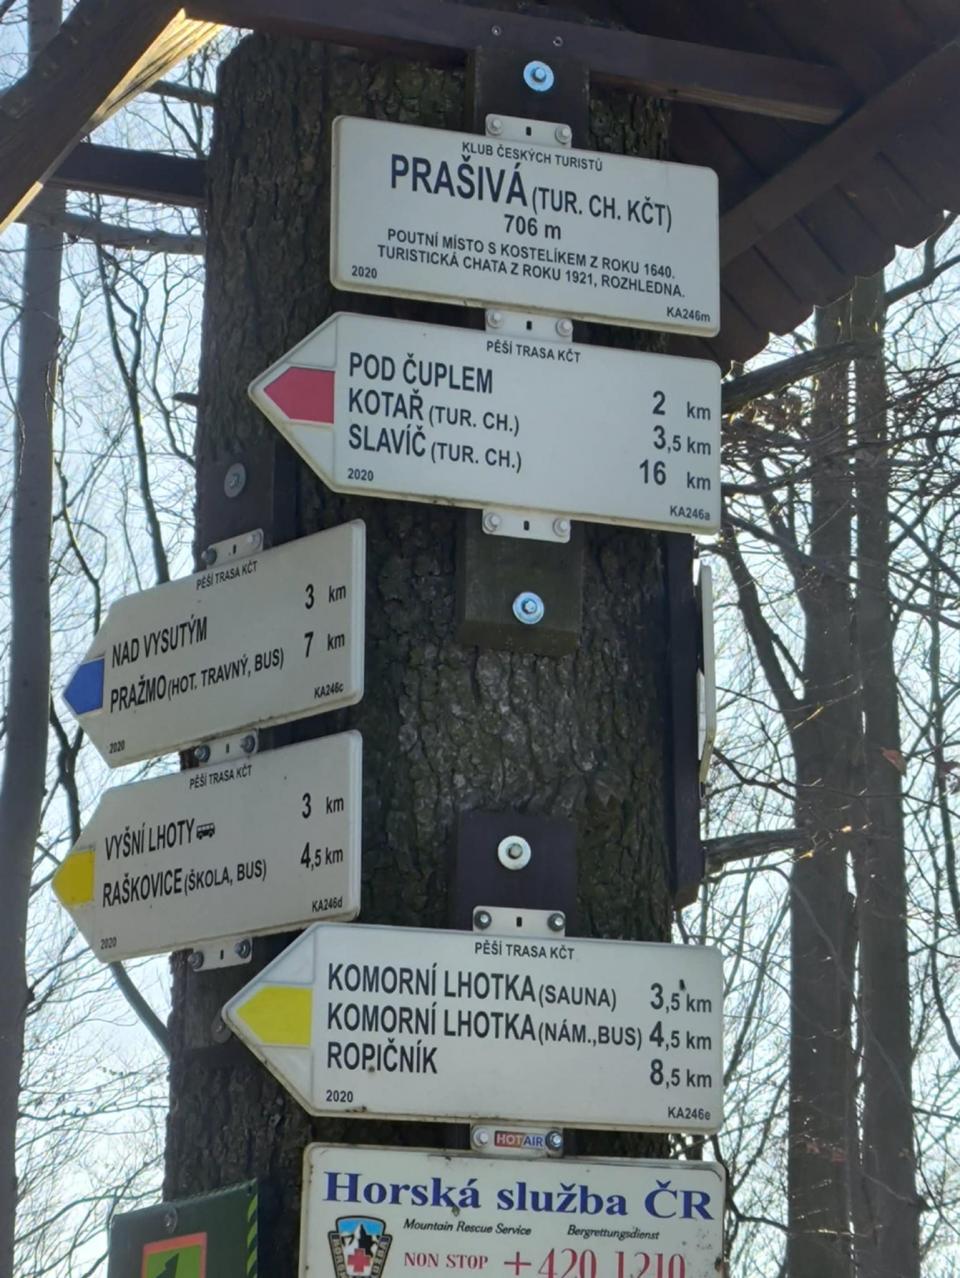 KLUB ČESKÝCH TURISTŮ
PRAŠIVÁ (TUR. CH. KČT)
706 m
POUTNÍ MÍSTO S KOSTELÍKEM Z ROKU 1640.
TURISTICKÁ CHATA Z ROKU 1921, ROZHLEDNA.
2020 KA246m
PĚŠÍ TRASA KČT
POD ČUPLEM 2 km
KOTAŘ (TUR. CH.) 3,5 km
SLAVÍČ (TUR. CH.) 16 km
2020 KA246a
PĚŠÍ TRASA KČT
NAD VYSUTÝM 3 km
PRAŽMO (HOT. TRAVNÝ, BUS) 7 km
2020 KA246c
PĚŠÍ TRASA KČT
VYŠNÍ LHOTY 3 km
RAŠKOVICE (ŠKOLA, BUS) 4,5 km
2020 KA246d
PĚŠÍ TRASA KČT
KOMORNÍ LHOTKA (SAUNA) 3,5 km
KOMORNÍ LHOTKA (NÁM., BUS) 4,5 km
ROPIČNÍK 8,5 km
2020 KA246e
HOTAIR
Horská služba ČR
Mountain Rescue Service Bergrettungsdienst
NON STOP +420 1210